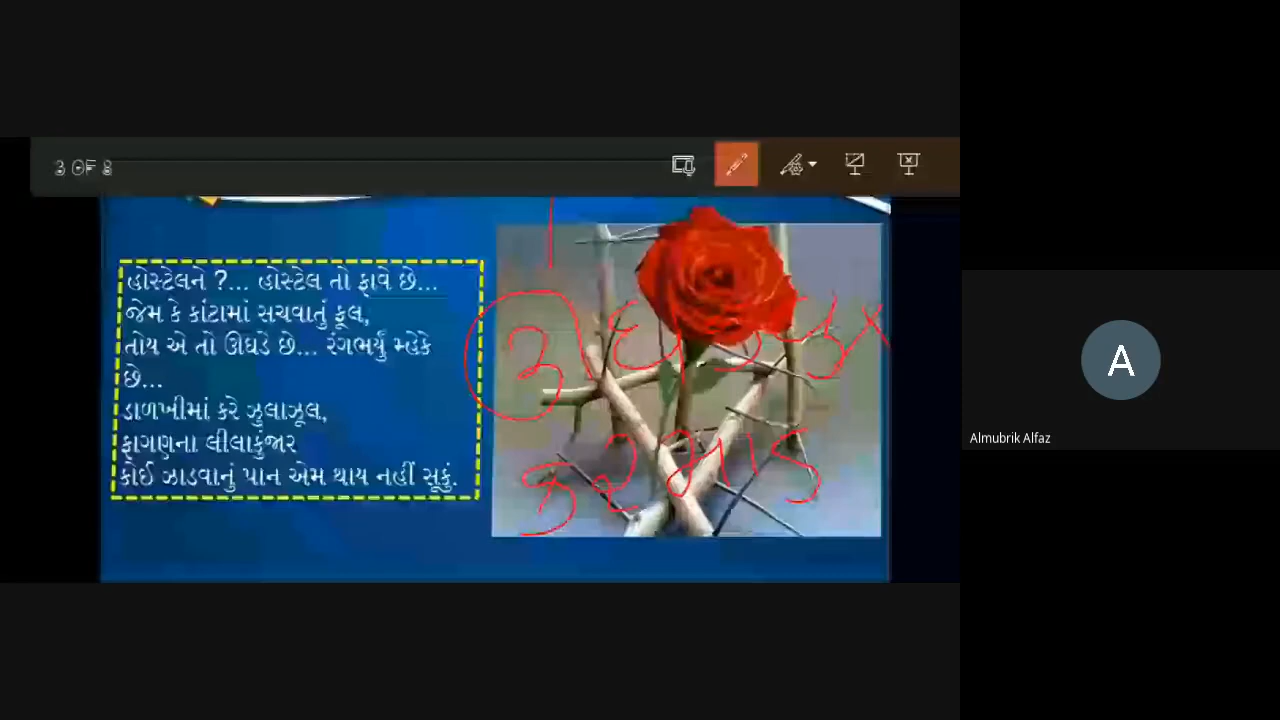 3 OF 8
હોસ્ટેલને ?... હોસ્ટેલ તો ફાવે છે...
જેમ કે કાંટામાં સચવાતું ફૂલ,
તોય એ તો ઊઘડે છે... રંગભર્યું મ્હેકે
છે...
ડાળખીમાં કરે ઝુલાઝૂલ,
ફાગણના લીલાકુંજાર
કોઈ ઝાડવાનું પાન એમ થાય નહીં સૂકું.
A
Almubrik Alfaz